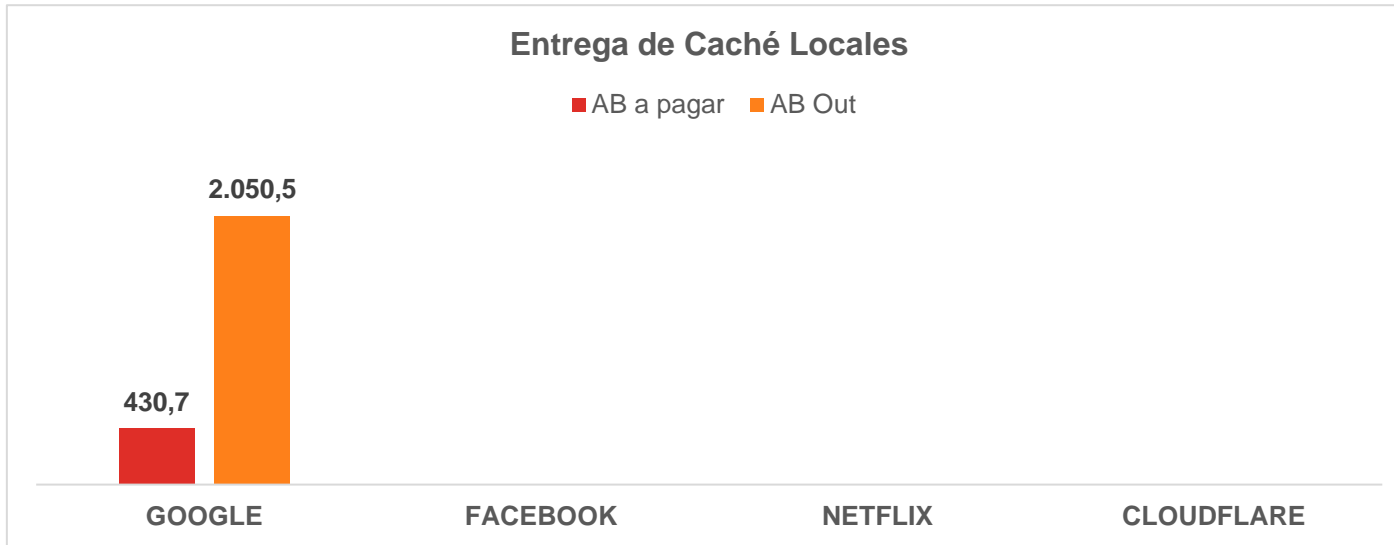 Entrega de Caché Locales
AB a pagar AB Out
2.050,5
430,7
GOOGLE FACEBOOK NETFLIX CLOUDFLARE